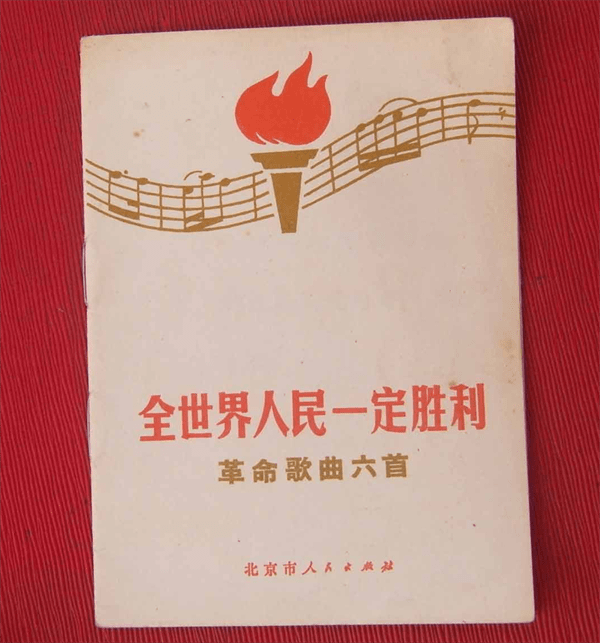 全世界人民一定胜利
革命歌曲六首
北京市人民出版社